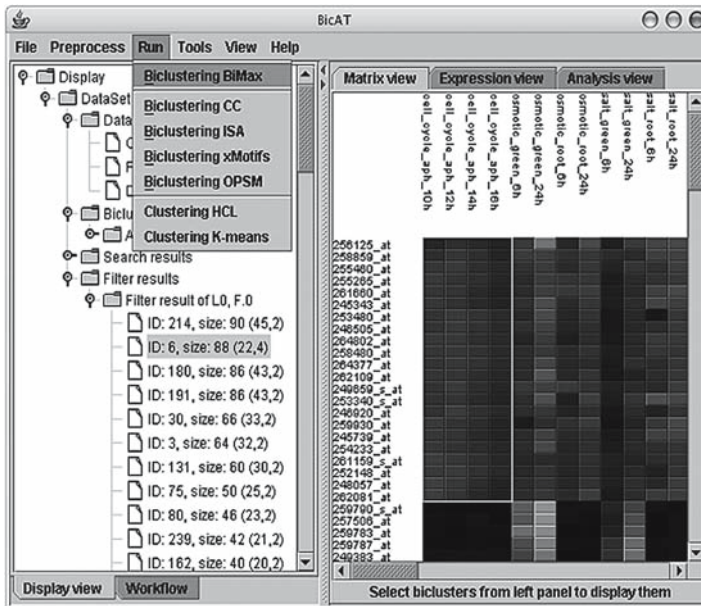 BicAT
File Preprocess Run Tools View Help
Display
DataSet
Data
Biclu
Search results
Filter results
Filter result of L0, F.0
ID: 214, size: 90 (45,2)
ID: 6, size: 88 (22,4)
ID: 180, size: 86 (43,2)
ID: 191, size: 86 (43,2)
ID: 30, size: 66 (33,2)
ID: 3, size: 64 (32,2)
ID: 131, size: 60 (30,2)
ID: 75, size: 50 (25,2)
ID: 80, size: 46 (23,2)
ID: 239, size: 42 (21,2)
ID: 162, size: 40 (20,2)
Display view Workflow
Biclustering BiMax
Biclustering CC
Biclustering ISA
Biclustering xMotifs
Biclustering OPSM
Clustering HCL
Clustering K-means
Matrix view Expression view Analysis view
cell_cycle_aph_10h
cell_cycle_aph_12h
cell_cycle_aph_14h
cell_cycle_aph_16h
osmotic_green_6h
osmotic_green_24h
osmotic_root_6h
osmotic_root_24h
salt_green_6h
salt_green_24h
salt_root_6h
salt_root_24h
256125_at
258859_at
255460_at
255265_at
261660_at
245343_at
253480_at
246505_at
264802_at
258480_at
264377_at
262109_at
249659_s_at
253340_s_at
246920_at
259930_at
245739_at
254233_at
261159_s_at
252148_at
248057_at
262081_at
259790_s_at
257506_at
259783_at
259787_at
249383_at
Select biclusters from left panel to display them